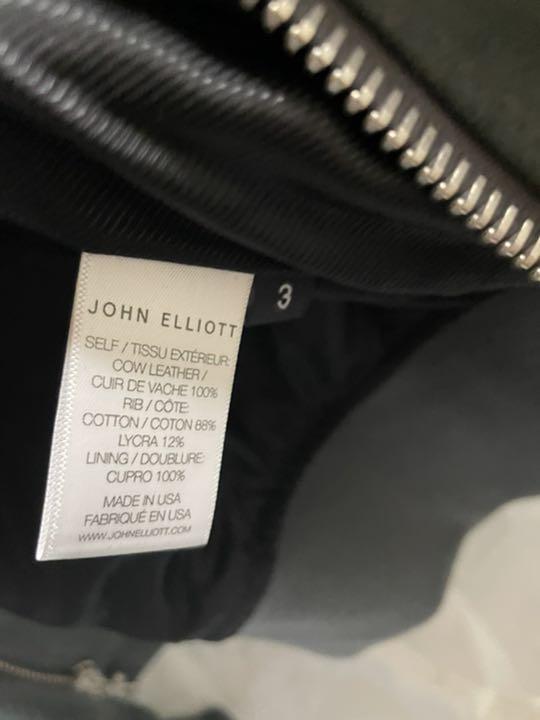 3
JOHN ELLIOTT
SELF / TISSU EXTÉRIEUR:
COW LEATHER /
CUIR DE VACHE 100%
RIB / CÔTE:
COTTON / COTON 88%
LYCRA 12%
LINING / DOUBLURE:
CUPRO 100%
MADE IN USA
FABRIQUÉ EN USA
WWW.JOHNELLIOTT.COM